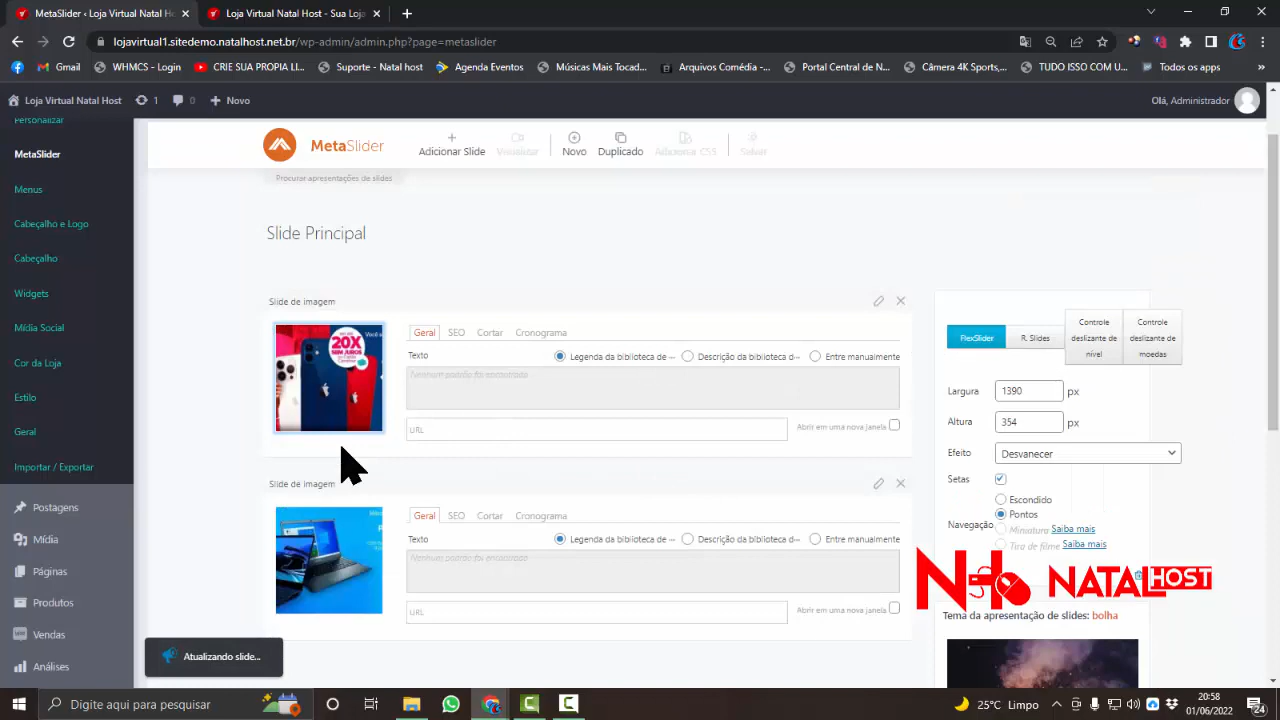 MetaSlider ‹ Loja Virtual Natal Ho
Loja Virtual Natal Host - Sua Loja
lojavirtual1.sitedemo.natalhost.net.br/wp-admin/admin.php?page=metaslider
Gmail
WHMCS - Login
CRIE SUA PROPIA LI...
Suporte - Natal host
Agenda Eventos
Músicas Mais Tocad...
Arquivos Comédia -...
Portal Central de N...
Câmera 4K Sports,...
TUDO ISSO COM U...
Todos os apps
»
Loja Virtual Natal Host
1
0
Novo
Olá, Administrador
Personalizar
MetaSlider
Menus
Cabeçalho e Logo
Cabeçalho
Widgets
Mídia Social
Cor da Loja
Estilo
Geral
Importar / Exportar
Postagens
Mídia
Páginas
Produtos
Vendas
Análises
MetaSlider
Adicionar Slide
Visualizar
Novo
Duplicado
Adicionar CSS
Salvar
Procurar apresentações de slides
Slide Principal
Slide de imagem
20X
SEM JUROS
Você
Geral
SEO
Cortar
Cronograma
Texto
Legenda da biblioteca de ···
Descrição da biblioteca d···
Entre manualmente
Nenhum padrão foi encontrado
URL
Abrir em uma nova janela
Slide de imagem
Geral
SEO
Cortar
Cronograma
Texto
Legenda da biblioteca de ···
Descrição da biblioteca d···
Entre manualmente
Nenhum padrão foi encontrado
URL
Abrir em uma nova janela
FlexSlider
R. Slides
Controle deslizante de nível
Controle deslizante de moedas
Largura
1390
px
Altura
354
px
Efeito
Desvanecer
Setas
Navegação
Escondido
Pontos
Miniatura Saiba mais
Tira de filme Saiba mais
NATALHOST
Tema da apresentação de slides: bolha
Atualizando slide...
Digite aqui para pesquisar
25°C Limpo
20:58
01/06/2022
24